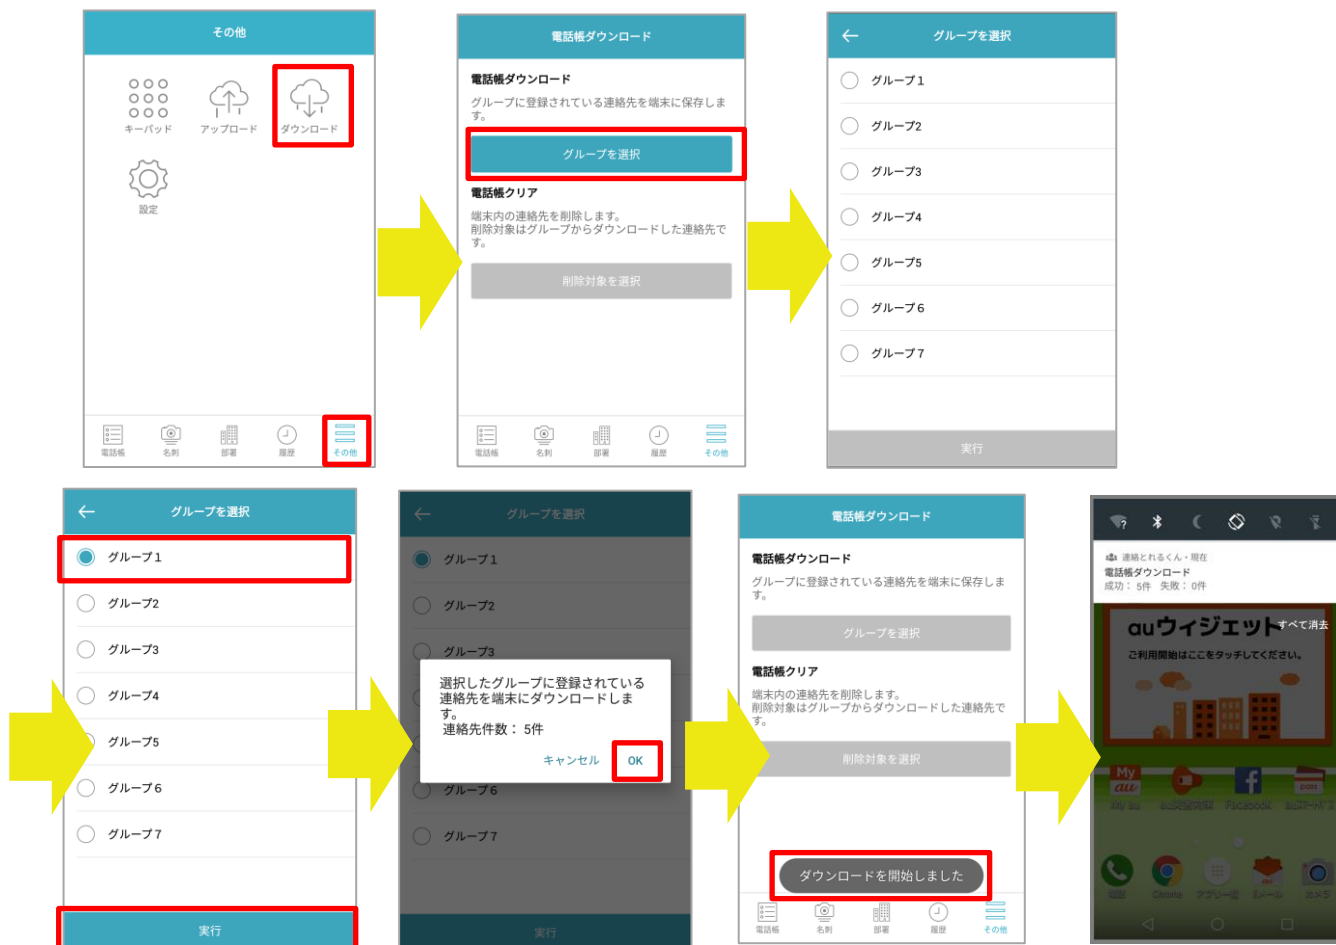 その他
キーパッド
アップロード
ダウンロード
設定
電話帳
名刺
部署
履歴
その他
電話帳ダウンロード
電話帳ダウンロード
グループに登録されている連絡先を端末に保存しま
す。
グループを選択
電話帳クリア
端末内の連絡先を削除します。
削除対象はグループからダウンロードした連絡先で
す。
削除対象を選択
電話帳
名刺
部署
履歴
その他
グループを選択
グループ1
グループ2
グループ3
グループ4
グループ5
グループ6
グループ7
実行
グループを選択
グループ1
グループ2
グループ3
グループ4
グループ5
グループ6
グループ7
実行
グループを選択
グループ1
グループ2
グループ3
選択したグループに登録されている
連絡先を端末にダウンロードしま
す。
連絡先件数: 5件
キャンセル
OK
グループ6
グループ7
実行
電話帳ダウンロード
電話帳ダウンロード
グループに登録されている連絡先を端末に保存しま
す。
グループを選択
電話帳クリア
端末内の連絡先を削除します。
削除対象はグループからダウンロードした連絡先で
す。
削除対象を選択
ダウンロードを開始しました
電話帳
名刺
部署
履歴
その他
連絡とれるくん・現在
電話帳ダウンロード
成功: 5件 失敗: 0件
auウィジェット
すべて消去
ご利用開始はここをタッチしてください。
My
au
pass
My au
au災害対策
Facebook
電話
Chrome
アプリ一覧
Eメール
カメラ